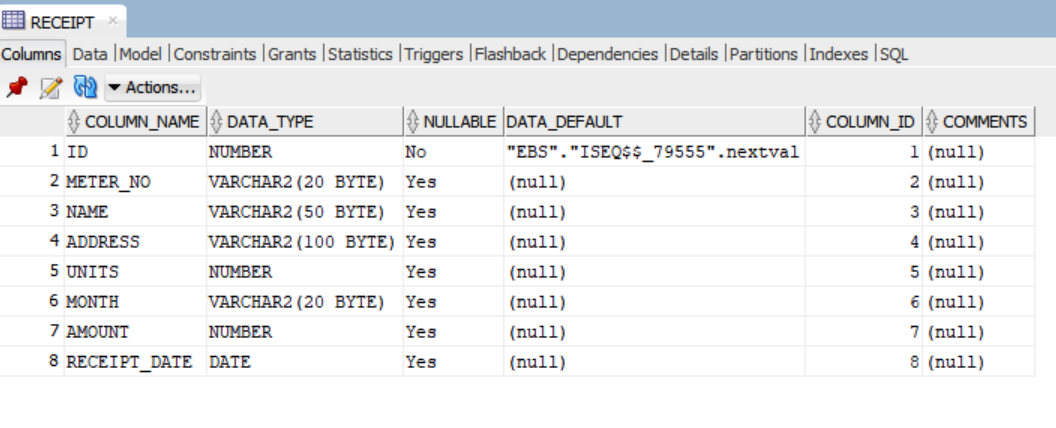 RECEIPT ×
Columns Data |Model |Constraints |Grants |Statistics |Triggers |Flashback |Dependencies |Details |Partitions |Indexes |SQL
Actions...
COLUMN_NAME DATA_TYPE NULLABLE DATA_DEFAULT COLUMN_ID COMMENTS
1 ID NUMBER No "EBS"."ISEQ$$_79555".nextval 1 (null)
2 METER_NO VARCHAR2(20 BYTE) Yes (null) 2 (null)
3 NAME VARCHAR2(50 BYTE) Yes (null) 3 (null)
4 ADDRESS VARCHAR2(100 BYTE) Yes (null) 4 (null)
5 UNITS NUMBER Yes (null) 5 (null)
6 MONTH VARCHAR2(20 BYTE) Yes (null) 6 (null)
7 AMOUNT NUMBER Yes (null) 7 (null)
8 RECEIPT_DATE DATE Yes (null) 8 (null)